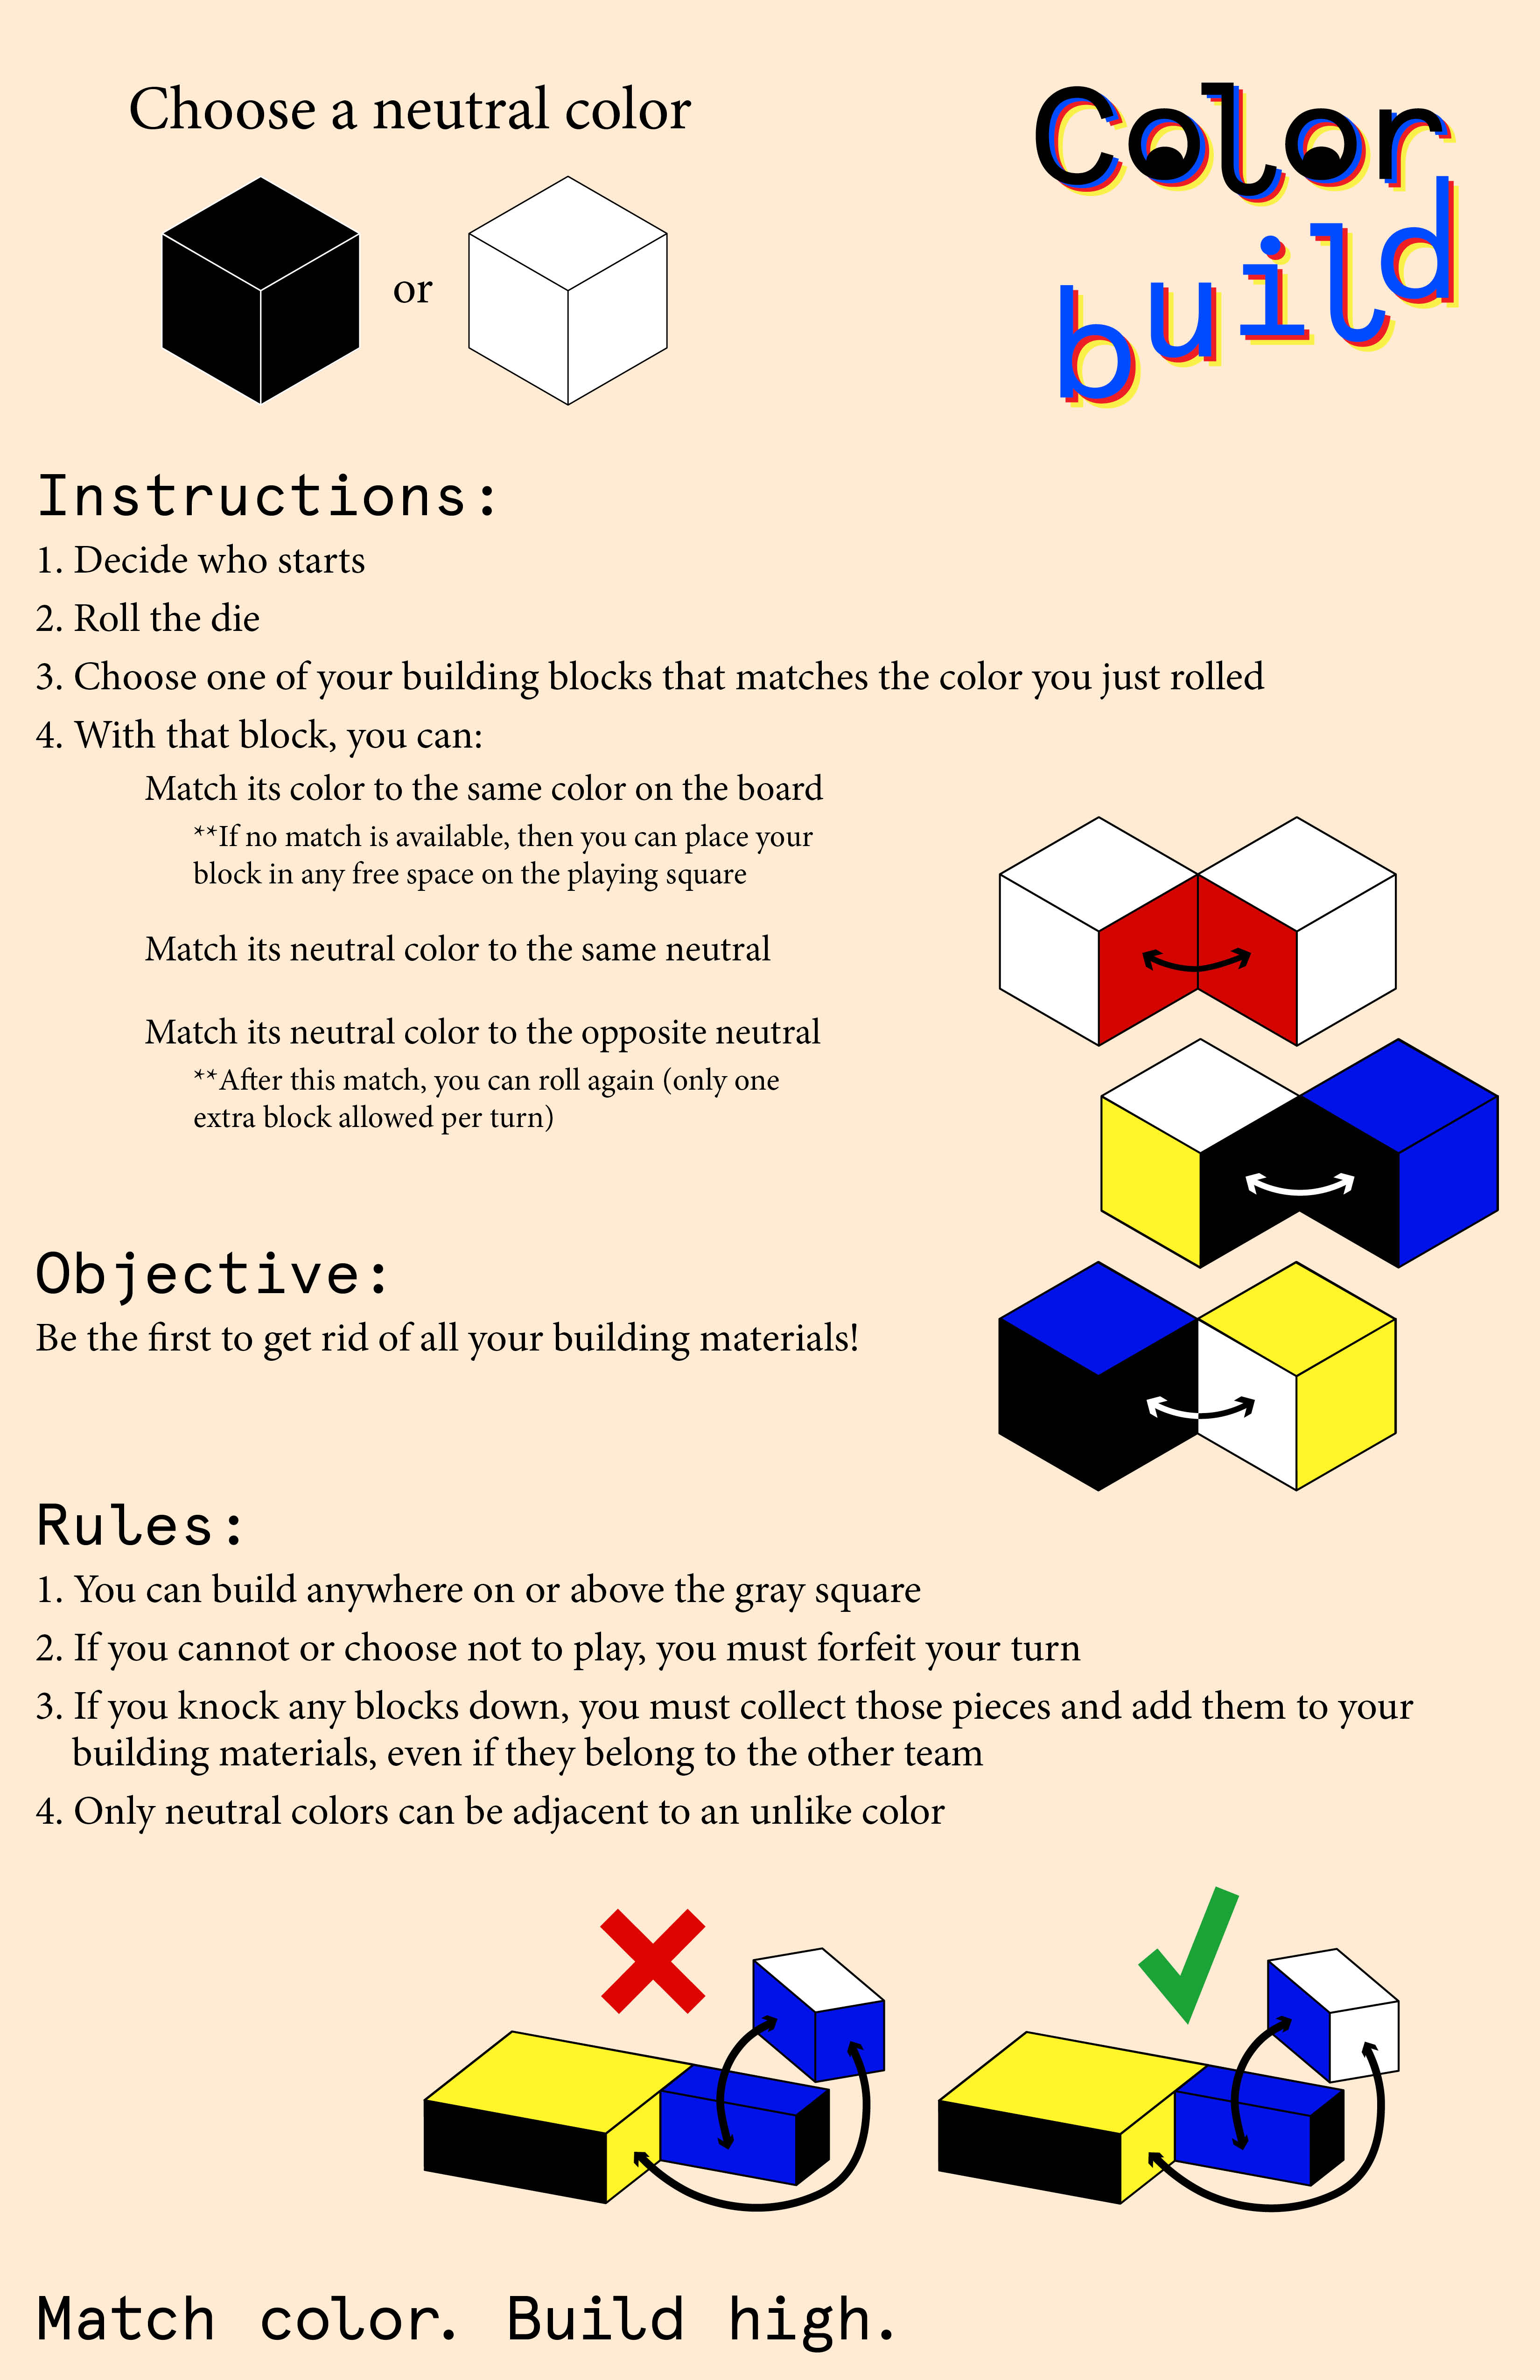 Choose a neutral color
or
Color
build
Instructions:
1. Decide who starts
2. Roll the die
3. Choose one of your building blocks that matches the color you just rolled
4. With that block, you can:
Match its color to the same color on the board
**If no match is available, then you can place your
block in any free space on the playing square
Match its neutral color to the same neutral
Match its neutral color to the opposite neutral
**After this match, you can roll again (only one
extra block allowed per turn)
Objective:
Be the first to get rid of all your building materials!
Rules:
1. You can build anywhere on or above the gray square
2. If you cannot or choose not to play, you must forfeit your turn
3. If you knock any blocks down, you must collect those pieces and add them to your
building materials, even if they belong to the other team
4. Only neutral colors can be adjacent to an unlike color
Match color. Build high.